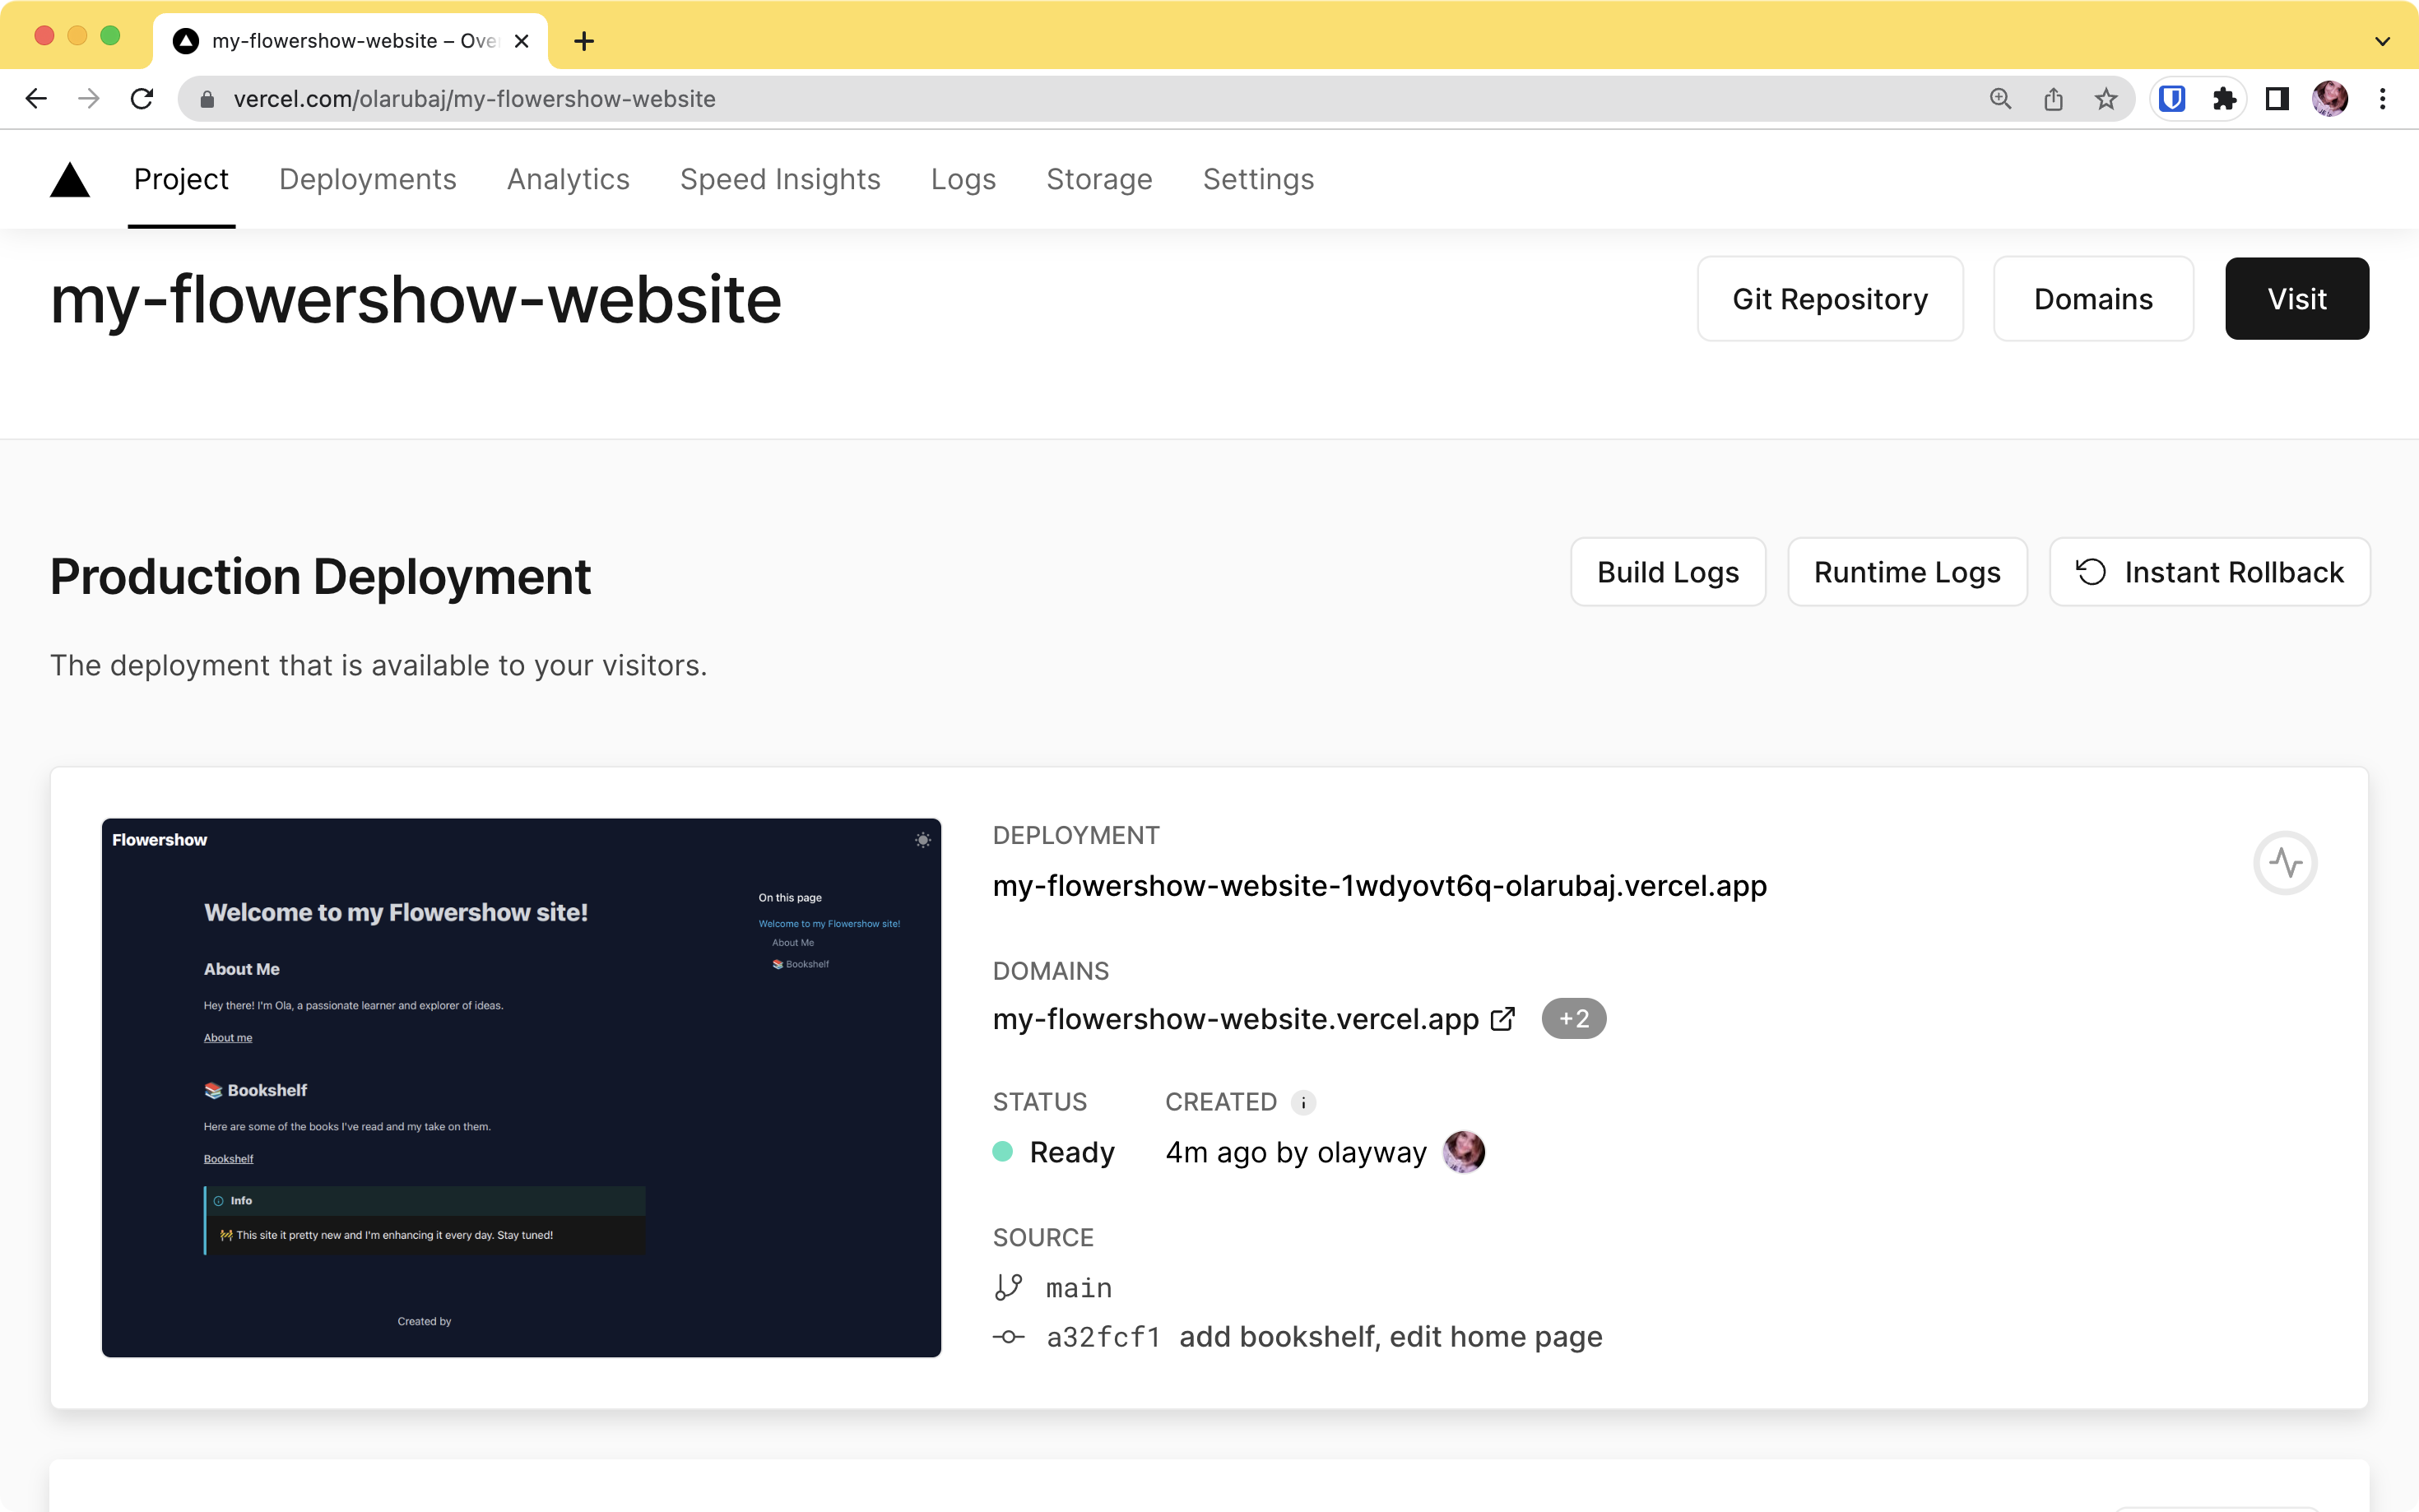 my-flowershow-website – Over
vercel.com/olarubaj/my-flowershow-website
Project Deployments Analytics Speed Insights Logs Storage Settings
my-flowershow-website
Git Repository Domains Visit
Production Deployment
Build Logs Runtime Logs Instant Rollback
The deployment that is available to your visitors.
Flowershow
Welcome to my Flowershow site!
About Me
Hey there! I'm Ola, a passionate learner and explorer of ideas.
About me
📚 Bookshelf
Here are some of the books I've read and my take on them.
Bookshelf
Info
🚧 This site it pretty new and I'm enhancing it every day. Stay tuned!
Created by
On this page
Welcome to my Flowershow site!
About Me
📚 Bookshelf
DEPLOYMENT
my-flowershow-website-1wdyovt6q-olarubaj.vercel.app
DOMAINS
my-flowershow-website.vercel.app +2
STATUS CREATED
Ready 4m ago by olayway
SOURCE
main
a32fcf1 add bookshelf, edit home page